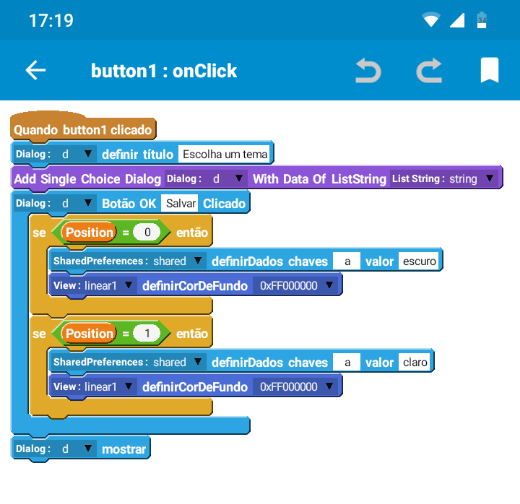 17:19
button1 : onClick
Quando button1 clicado
Dialog : d definir título Escolha um tema
Add Single Choice Dialog Dialog : d With Data Of ListString List String : string
Dialog : d Botão OK Salvar Clicado
se Position = 0 então
SharedPreferences : shared definirDados chaves a valor escuro
View : linear1 definirCorDeFundo 0xFF000000
se Position = 1 então
SharedPreferences : shared definirDados chaves a valor claro
View : linear1 definirCorDeFundo 0xFF000000
Dialog : d mostrar